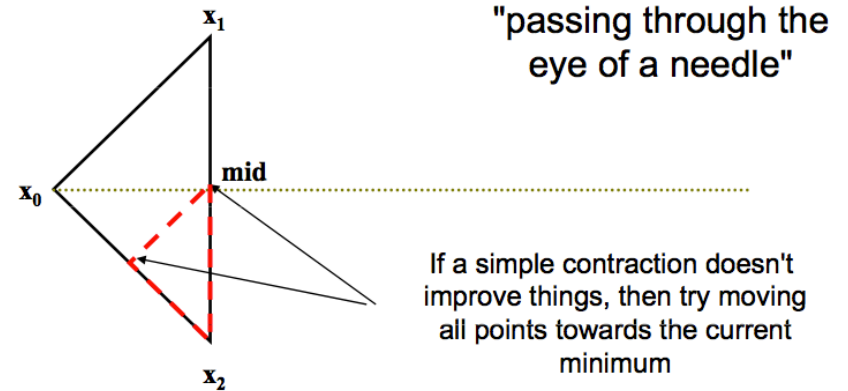 x₁
"passing through the
eye of a needle"
mid
x₀
If a simple contraction doesn't
improve things, then try moving
all points towards the current
minimum
x₂